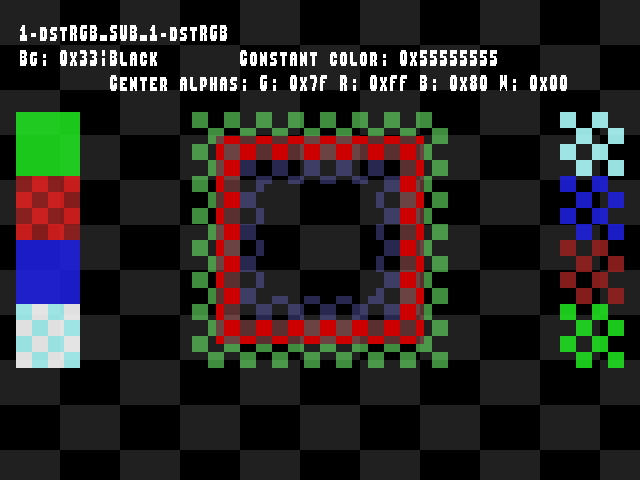 1-dstRGB_SUB_1-dstRGB
Bg: 0x33¦Black Constant color: 0x55555555
Center alphas: G: 0x7f R: 0xff B: 0x80 W: 0x00